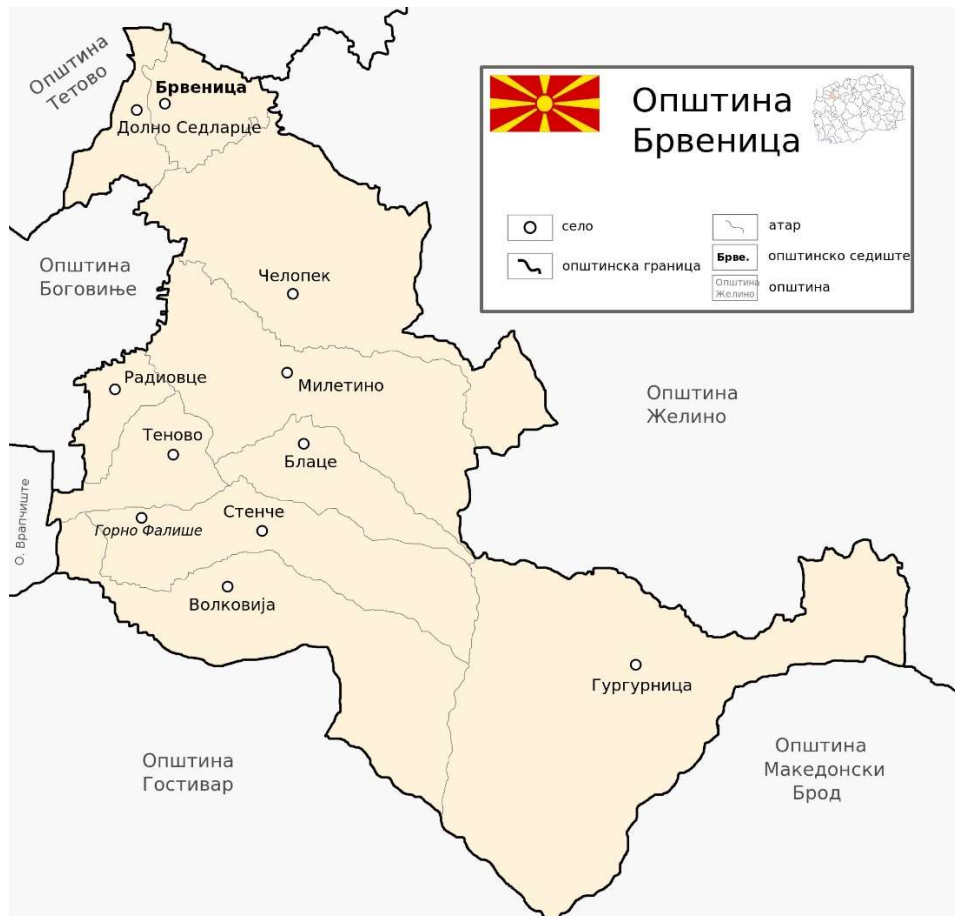 Општина
Тетово
Брвеница
Долно Седларце
Општина
Брвеница
село
атар
општинска граница
Брве.
општинско седиште
Општина
Желино
општина
Општина
Боговиње
Челопек
Радиовце
Милетино
Општина
Желино
Теново
Блаце
О. Врапчиште
Горно Фалише
Стенче
Волковија
Гургурница
Општина
Гостивар
Општина
Македонски
Брод